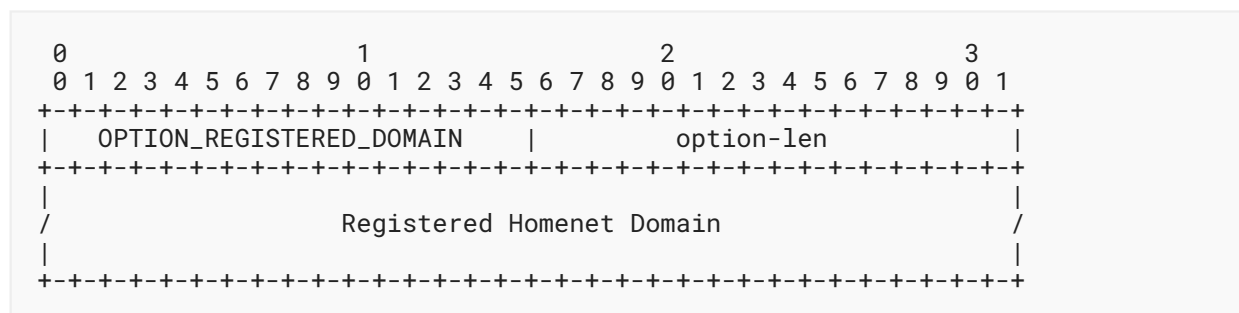 0                   1                   2                   3
 0 1 2 3 4 5 6 7 8 9 0 1 2 3 4 5 6 7 8 9 0 1 2 3 4 5 6 7 8 9 0 1
+-+-+-+-+-+-+-+-+-+-+-+-+-+-+-+-+-+-+-+-+-+-+-+-+-+-+-+-+-+-+-+-+
|   OPTION_REGISTERED_DOMAIN    |         option-len            |
+-+-+-+-+-+-+-+-+-+-+-+-+-+-+-+-+-+-+-+-+-+-+-+-+-+-+-+-+-+-+-+-+
|                                                               |
/                   Registered Homenet Domain                   /
|                                                               |
+-+-+-+-+-+-+-+-+-+-+-+-+-+-+-+-+-+-+-+-+-+-+-+-+-+-+-+-+-+-+-+-+